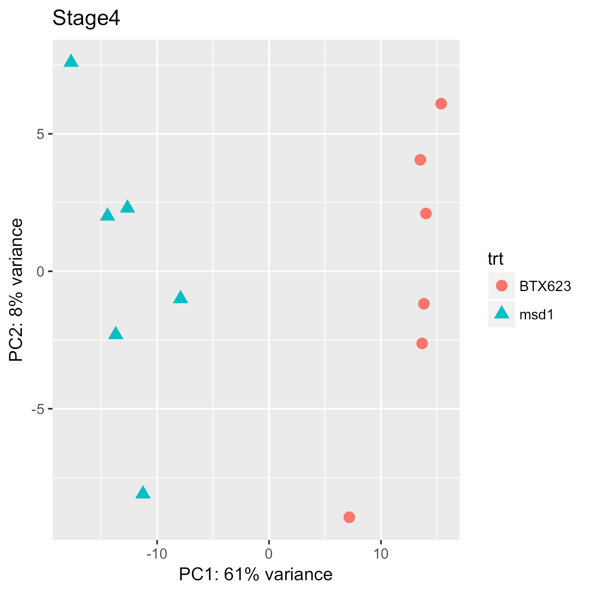 Stage4
PC2: 8% variance
5
0
-5
-10
0
10
PC1: 61% variance
trt
BTX623
msd1